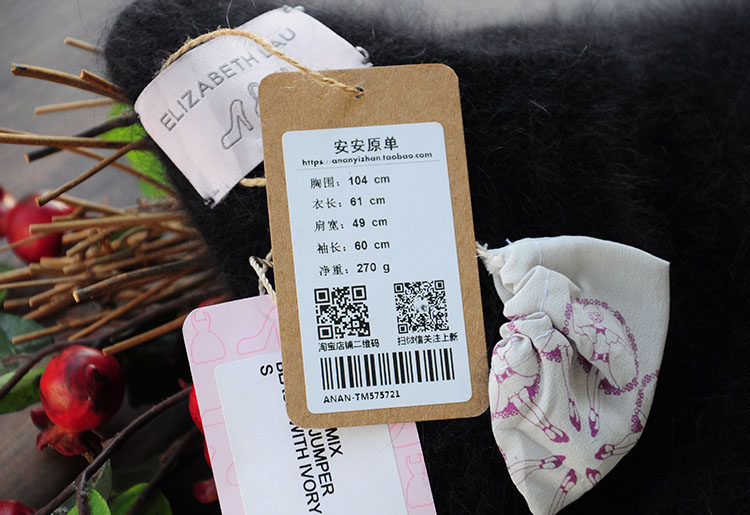 ELIZABETH LAU
安安原单
https://ananyizhan.taobao.com
胸围：104 cm
衣长：61 cm
肩宽：49 cm
袖长：60 cm
净重：270 g
淘宝店铺二维码
扫微信关注上新
ANAN-TM575721
MIX
JUMPER
WITH IVORY
S